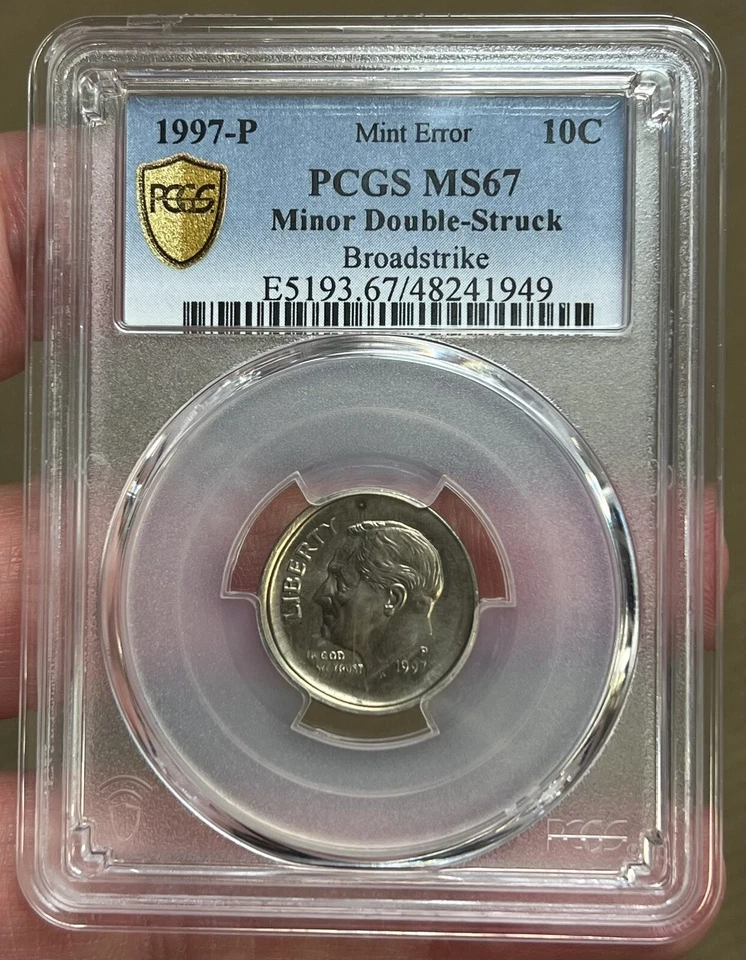 1997-P Mint Error 10C
PCGS
PCGS MS67
Minor Double-Struck
Broadstrike
E5193.67/48241949
LIBERTY
IN GOD
WE TRUST
P
1997
PCGS